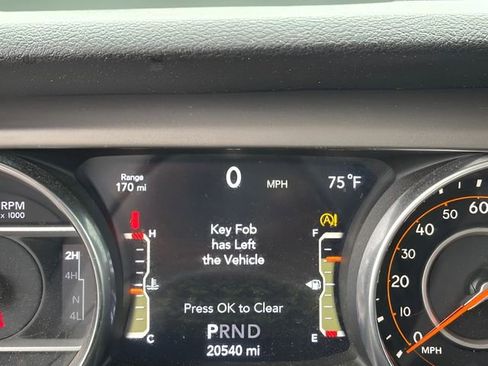 Range
170 mi
0 MPH
75°F
RPM
x 1000
H
F
Key Fob
has Left
the Vehicle
2H
4H
N
4L
Press OK to Clear
C
E
PRND
20540 mi
60
50
40
30
20
10
0
MPH